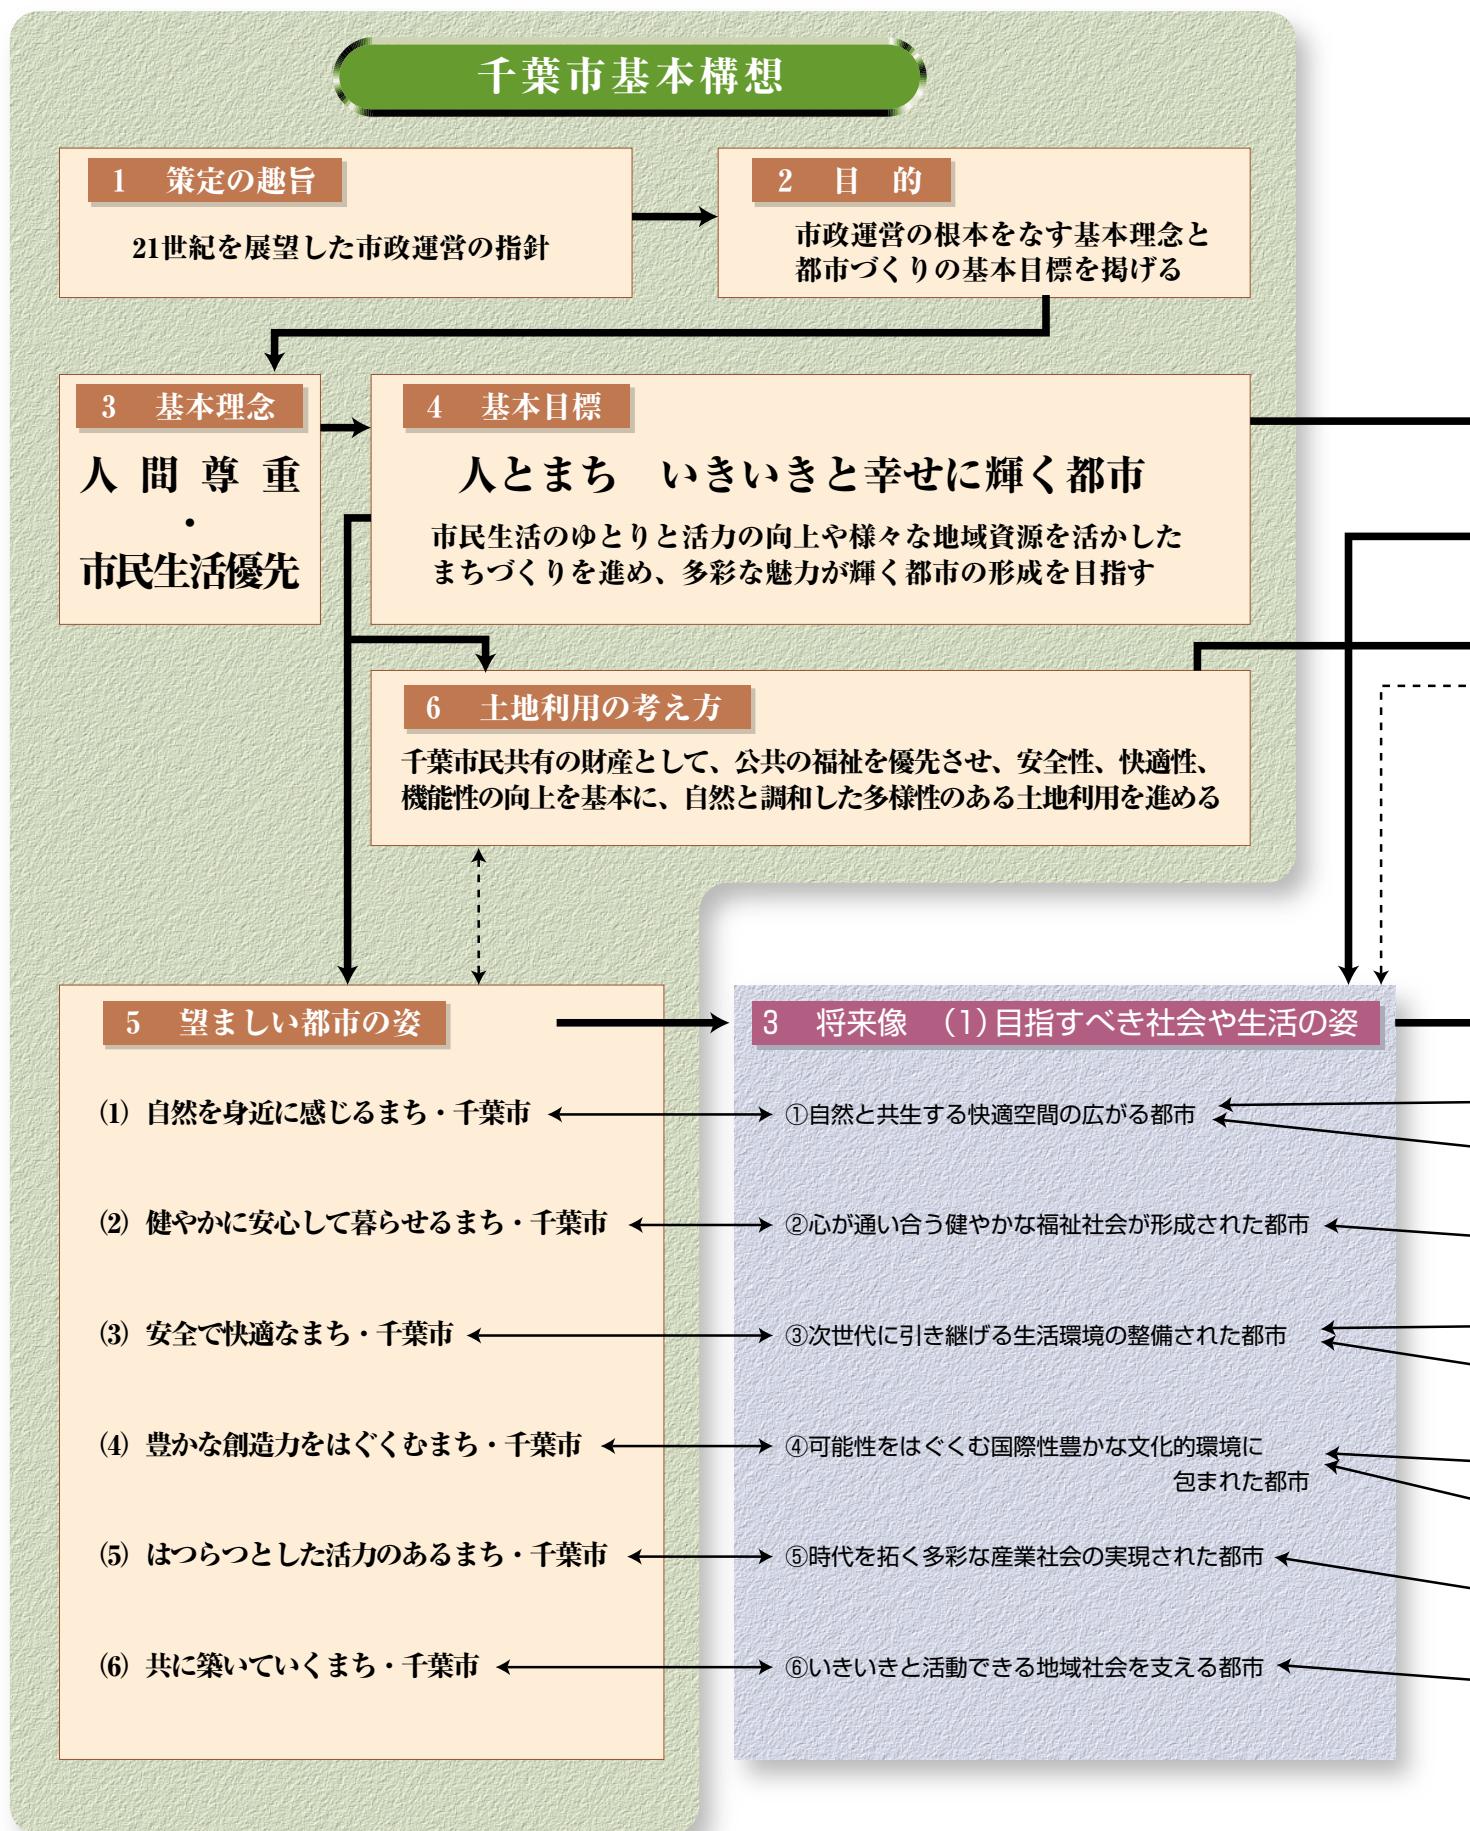 千葉市基本構想
1 策定の趣旨
21世紀を展望した市政運営の指針
2 目 的
市政運営の根本をなす基本理念と
都市づくりの基本目標を掲げる
3 基本理念
人間尊重
・
市民生活優先
4 基本目標
人とまち いきいきと幸せに輝く都市
市民生活のゆとりと活力の向上や様々な地域資源を活かした
まちづくりを進め、多彩な魅力が輝く都市の形成を目指す
6 土地利用の考え方
千葉市民共有の財産として、公共の福祉を優先させ、安全性、快適性、
機能性の向上を基本に、自然と調和した多様性のある土地利用を進める
5 望ましい都市の姿
(1) 自然を身近に感じるまち・千葉市
(2) 健やかに安心して暮らせるまち・千葉市
(3) 安全で快適なまち・千葉市
(4) 豊かな創造力をはぐくむまち・千葉市
(5) はつらつとした活力のあるまち・千葉市
(6) 共に築いていくまち・千葉市
3 将来像 (1)目指すべき社会や生活の姿
①自然と共生する快適空間の広がる都市
②心が通い合う健やかな福祉社会が形成された都市
③次世代に引き継げる生活環境の整備された都市
④可能性をはぐくむ国際性豊かな文化的環境に
包まれた都市
⑤時代を拓く多彩な産業社会の実現された都市
⑥いきいきと活動できる地域社会を支える都市